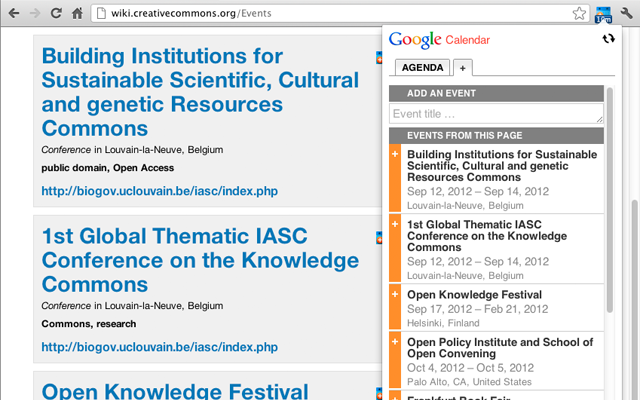 wiki.creativecommons.org/Events
10m
Building Institutions for
Sustainable Scientific, Cultural
and genetic Resources
Commons
Conference in Louvain-la-Neuve, Belgium
public domain, Open Access
http://biogov.uclouvain.be/iasc/index.php
1st Global Thematic IASC
Conference on the Knowledge
Commons
Conference in Louvain-la-Neuve, Belgium
Commons, research
http://biogov.uclouvain.be/iasc/index.php
Open Knowledge Festival
Google Calendar
AGENDA
+
ADD AN EVENT
Event title ...
EVENTS FROM THIS PAGE
+ Building Institutions for Sustainable
Scientific, Cultural and genetic
Resources Commons
Sep 12, 2012 – Sep 14, 2012
Louvain-la-Neuve, Belgium
+ 1st Global Thematic IASC
Conference on the Knowledge
Commons
Sep 12, 2012 – Sep 14, 2012
Louvain-la-Neuve, Belgium
+ Open Knowledge Festival
Sep 17, 2012 – Feb 21, 2012
Helsinki, Finland
+ Open Policy Institute and School of
Open Convening
Oct 4, 2012 – Oct 5, 2012
Palo Alto, CA, United States
+ Frankfurt Book Fair